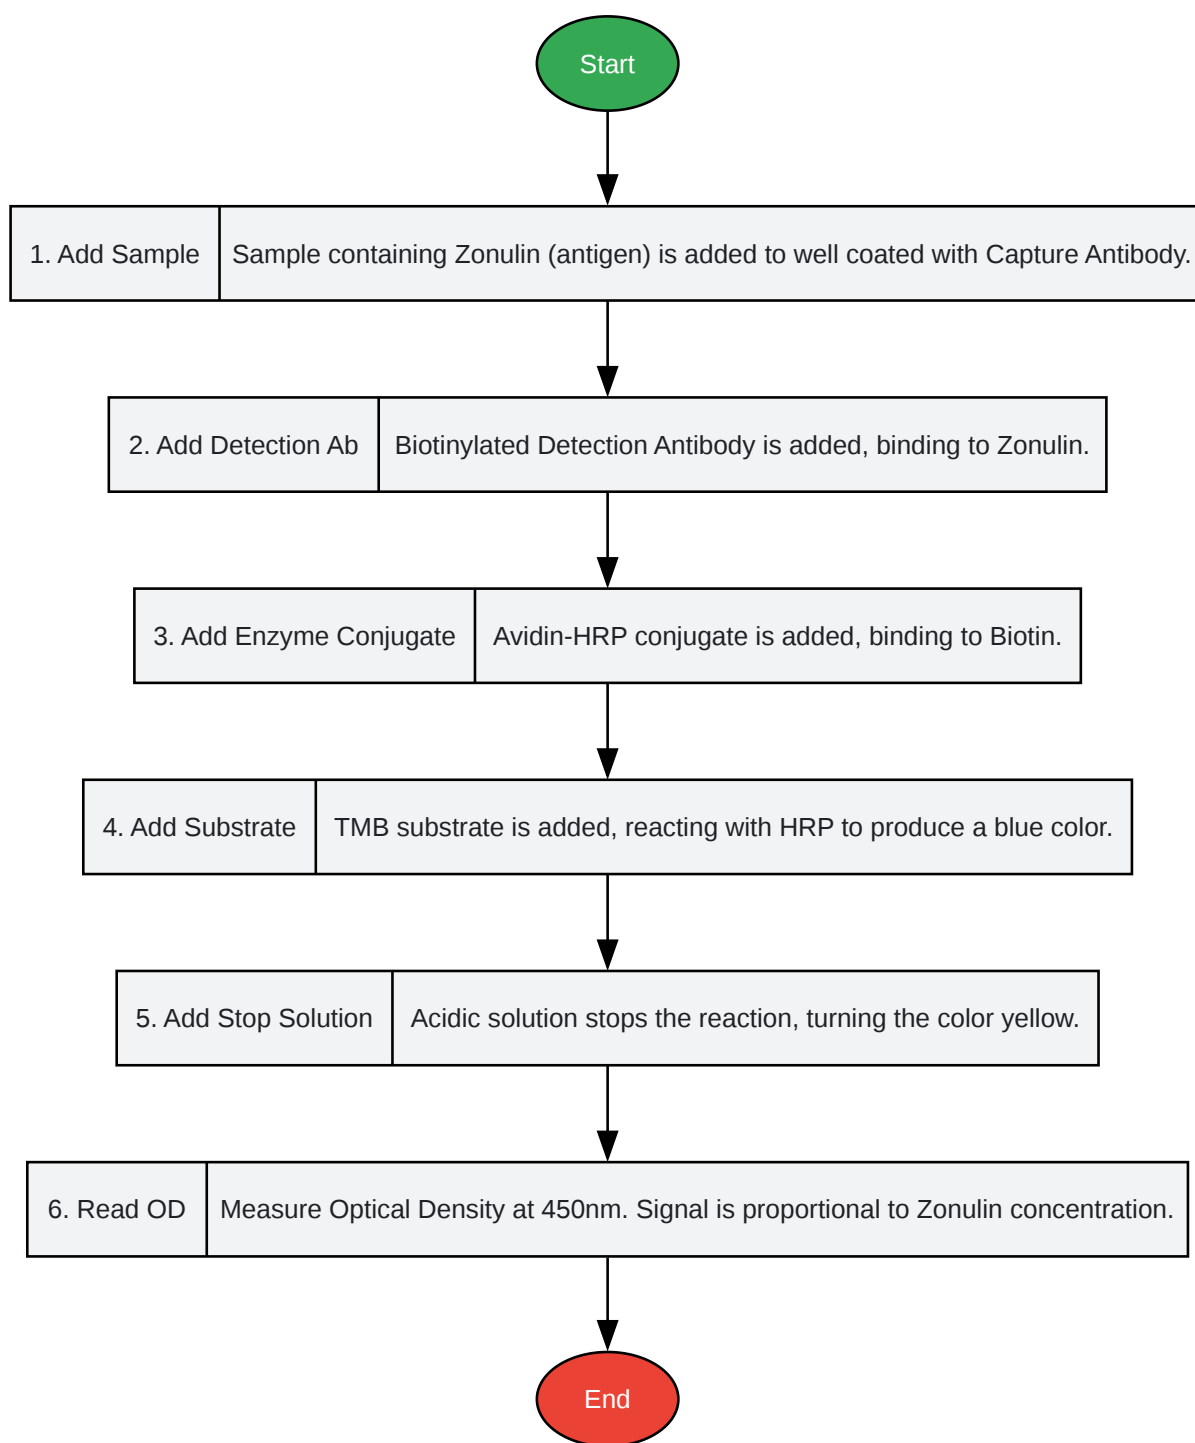 Start
1. Add Sample
Sample containing Zonulin (antigen) is added to well coated with Capture Antibody.
2. Add Detection Ab
Biotinylated Detection Antibody is added, binding to Zonulin.
3. Add Enzyme Conjugate
Avidin-HRP conjugate is added, binding to Biotin.
4. Add Substrate
TMB substrate is added, reacting with HRP to produce a blue color.
5. Add Stop Solution
Acidic solution stops the reaction, turning the color yellow.
6. Read OD
Measure Optical Density at 450nm. Signal is proportional to Zonulin concentration.
End